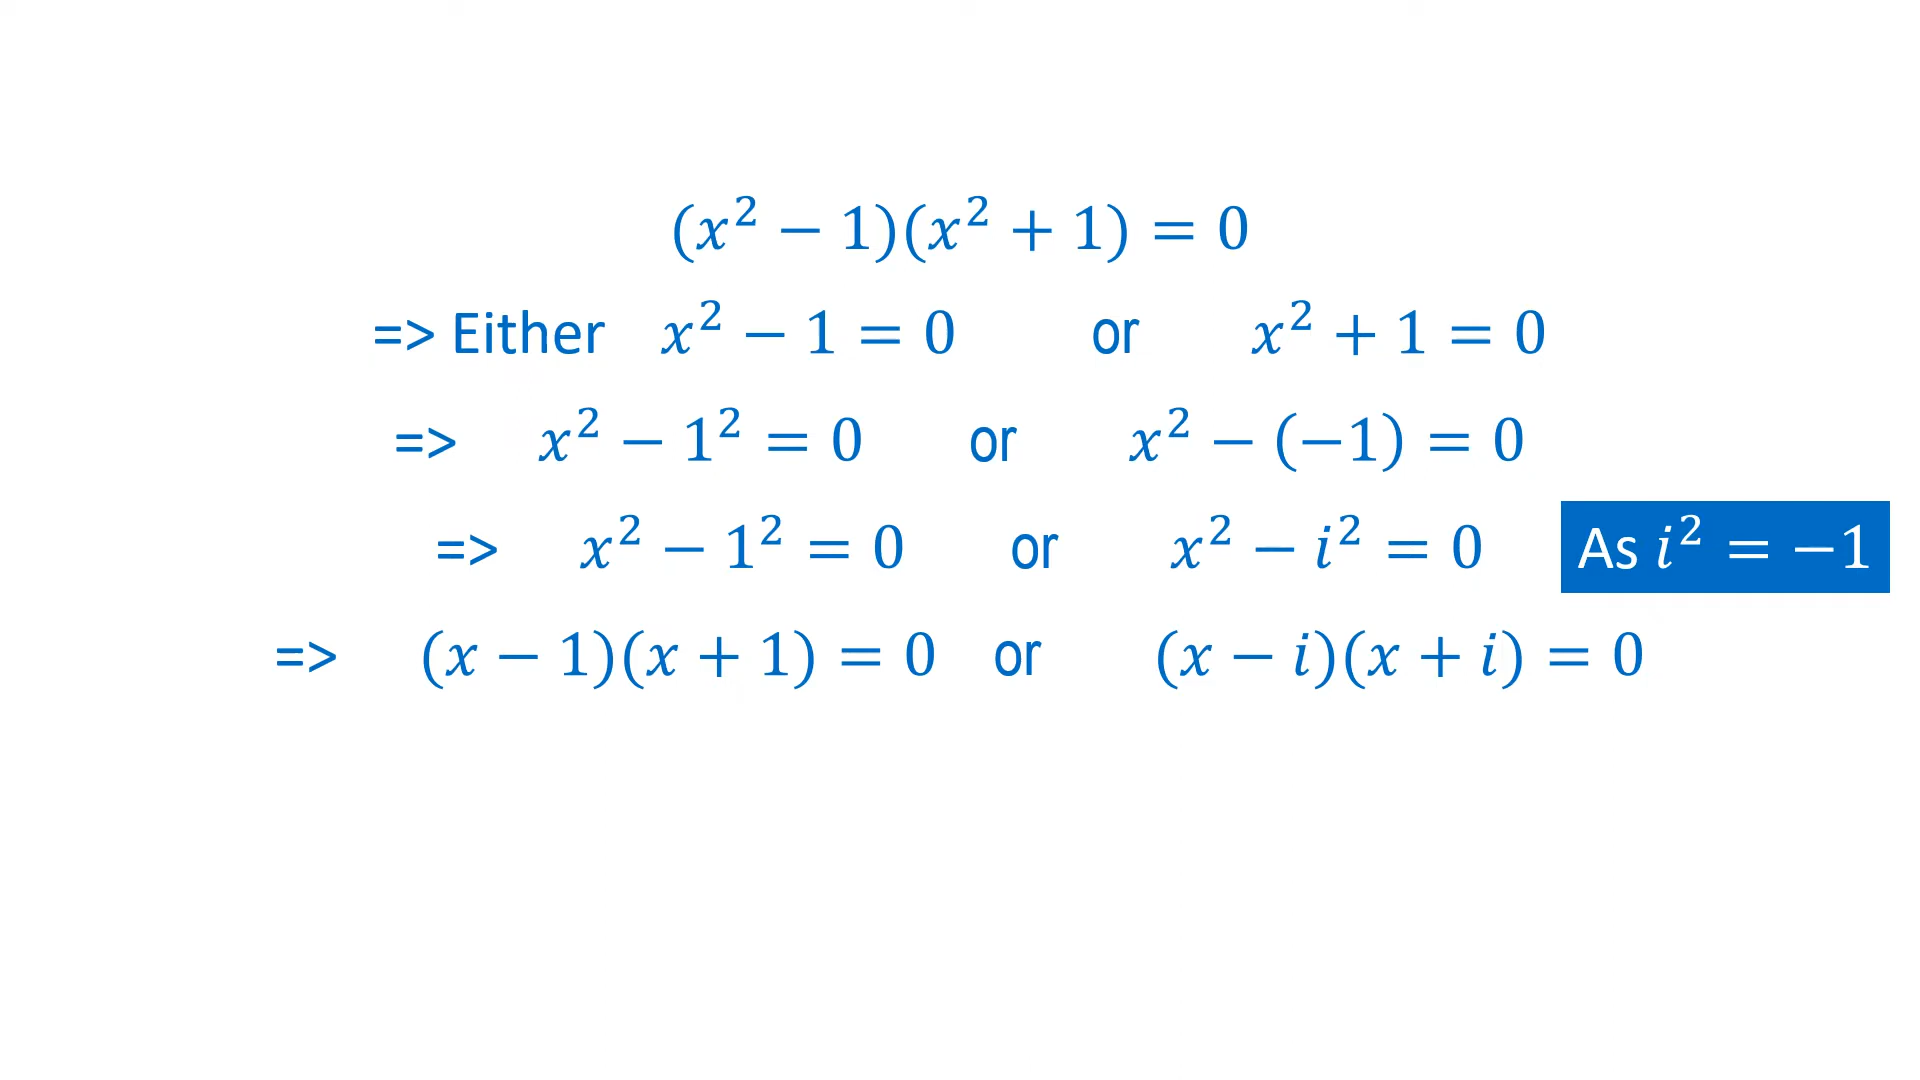 (x² − 1)(x² + 1) = 0
=> Either x² − 1 = 0 or x² + 1 = 0
=> x² − 1² = 0 or x² − (−1) = 0
=> x² − 1² = 0 or x² − i² = 0 As i² = −1
=> (x − 1)(x + 1) = 0 or (x − i)(x + i) = 0